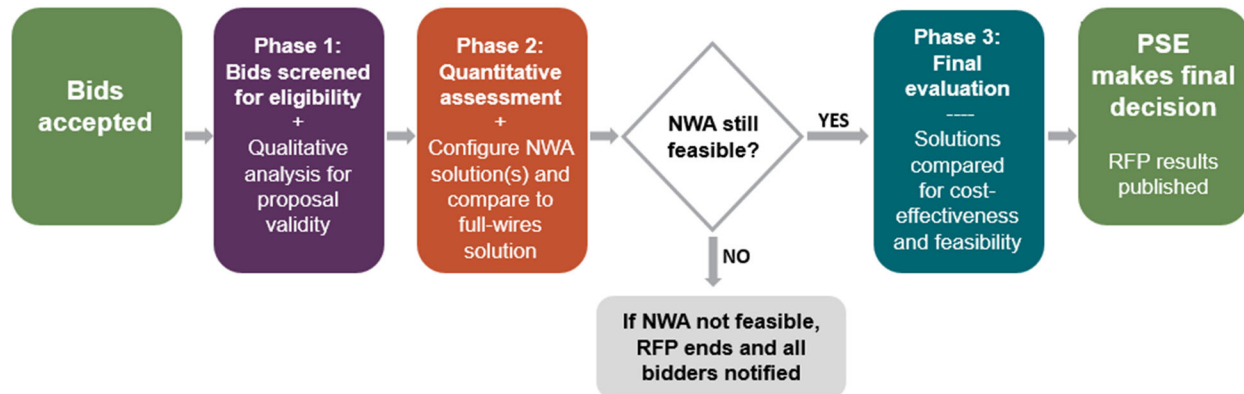 Bids
accepted
Phase 1:
Bids screened
for eligibility
+
Qualitative
analysis for
proposal
validity
Phase 2:
Quantitative
assessment
+
Configure NWA
solution(s) and
compare to
full-wires
solution
NWA still
feasible?
YES
NO
If NWA not feasible,
RFP ends and all
bidders notified
Phase 3:
Final
evaluation
----
Solutions
compared
for cost-
effectiveness
and feasibility
PSE
makes final
decision
RFP results
published